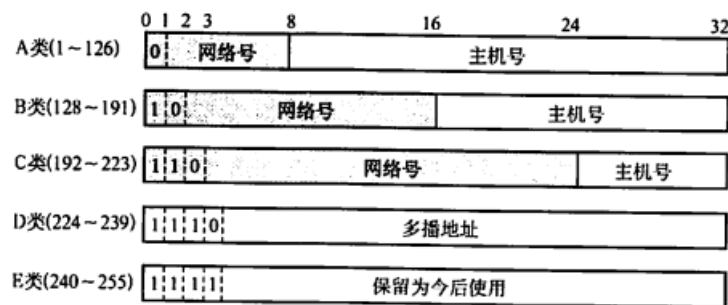 0 1 2 3 8 16 24 32
A类(1~126) 0 网络号 主机号
B类(128~191) 1 0 网络号 主机号
C类(192~223) 1 1 0 网络号 主机号
D类(224~239) 1 1 1 0 多播地址
E类(240~255) 1 1 1 1 保留为今后使用